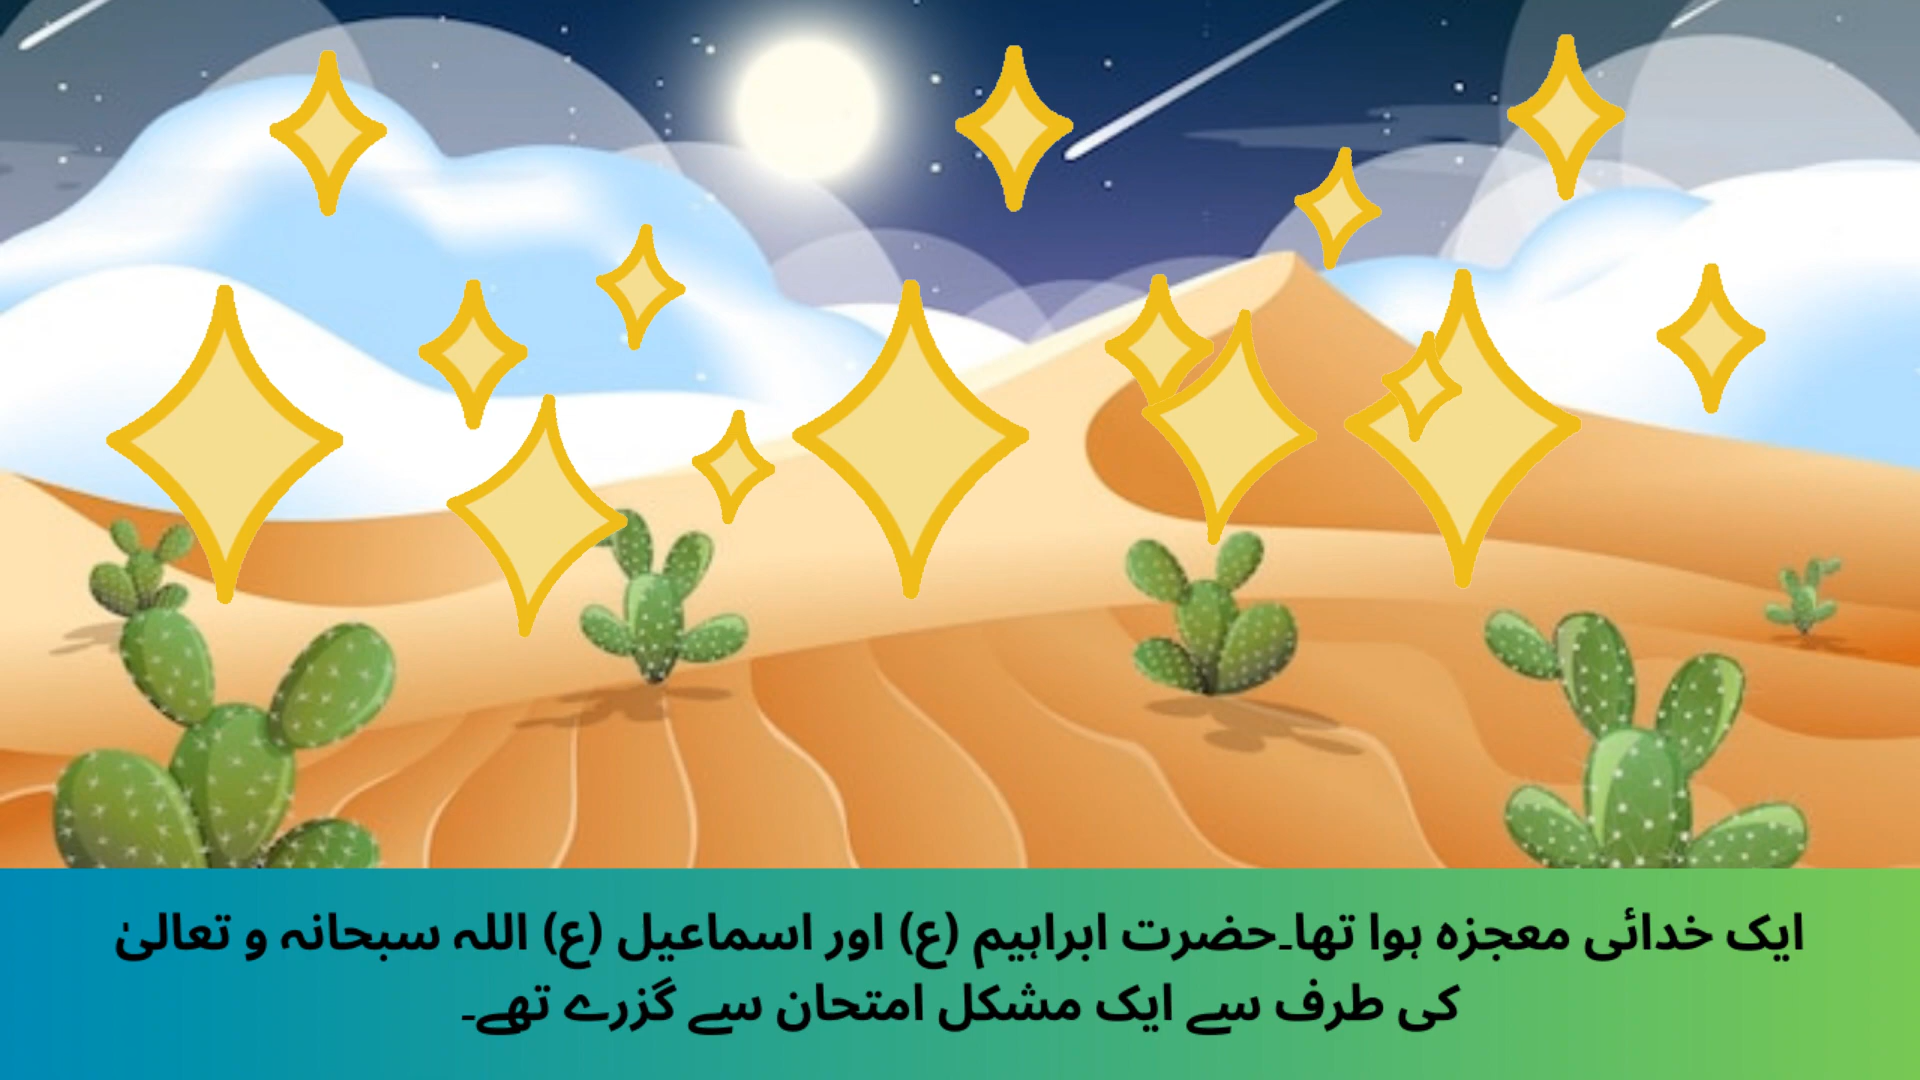 ایک خدائی معجزہ ہوا تھا۔حضرت ابراہیم (ع) اور اسماعیل (ع) اللہ سبحانہ و تعالیٰ
کی طرف سے ایک مشکل امتحان سے گزرے تھے۔